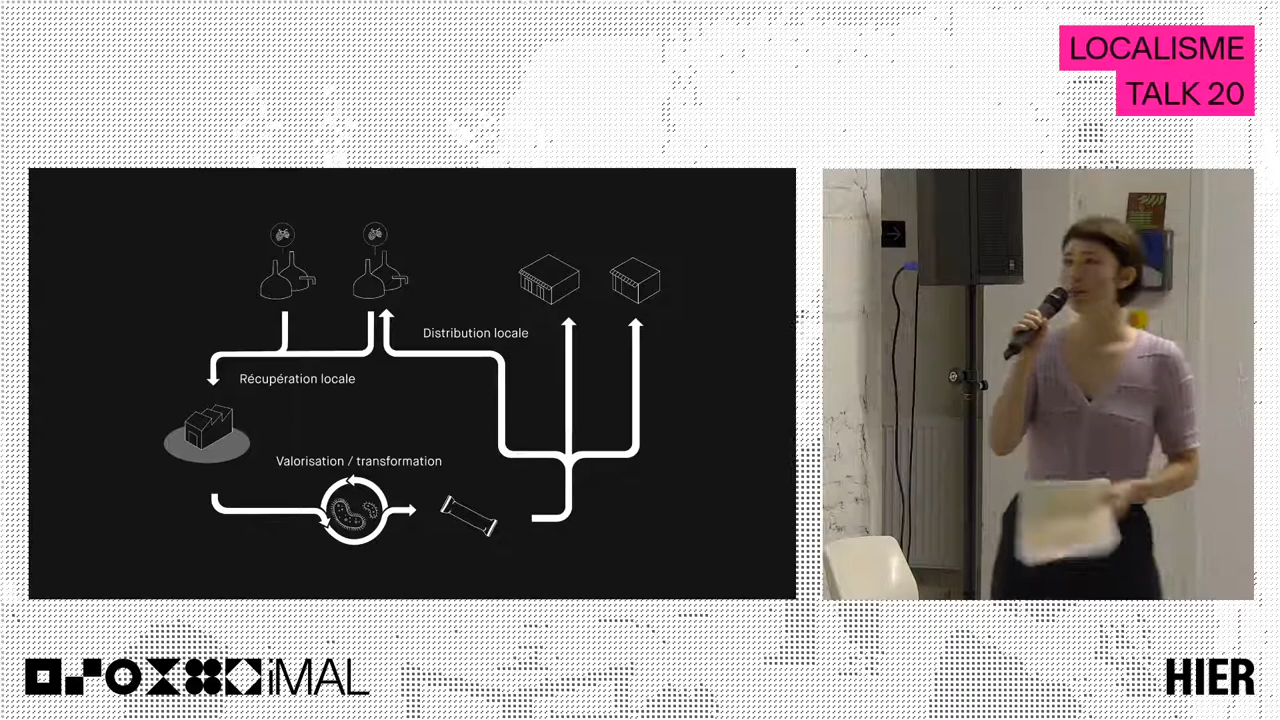 LOCALISME
TALK 20
Distribution locale
Récupération locale
Valorisation / transformation
iMAL
HIER